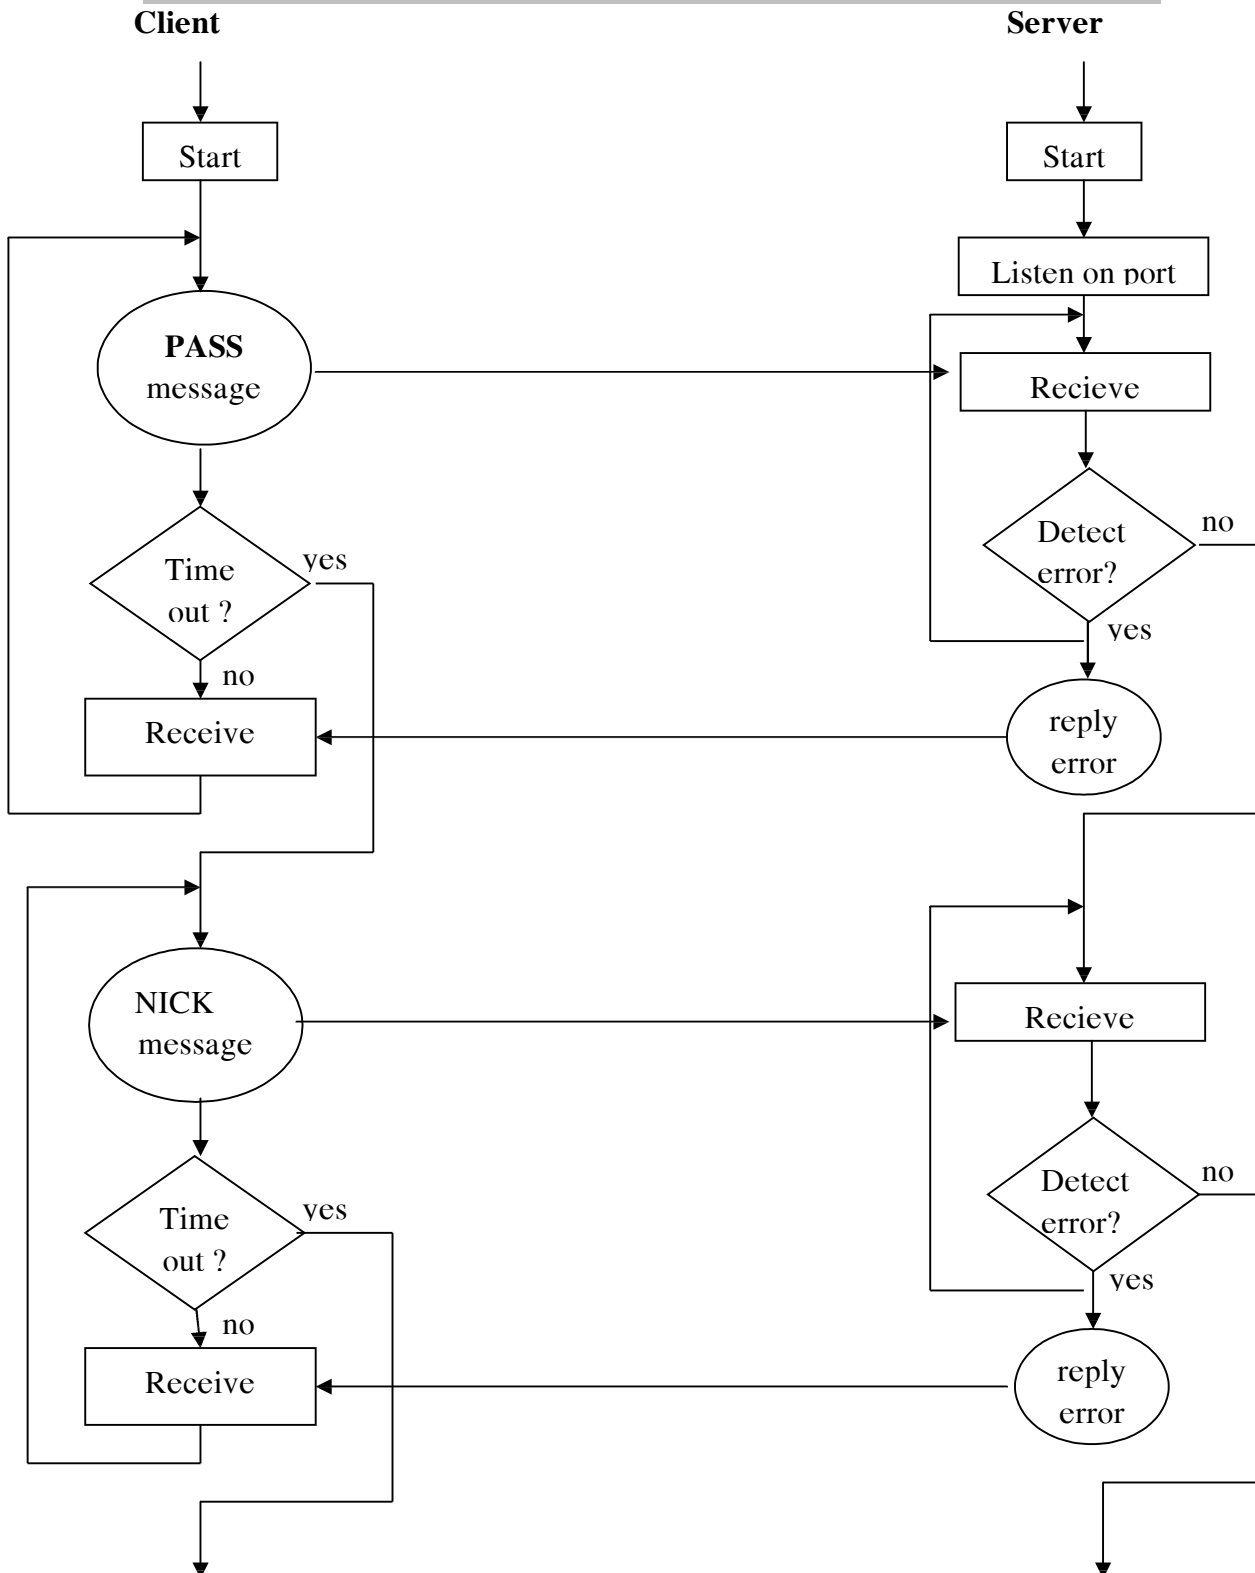 Client
Server
Start
Start
Listen on port
PASS
message
Recieve
Time
out ?
yes
no
Detect
error?
no
yes
Receive
reply
error
NICK
message
Recieve
Time
out ?
yes
no
Detect
error?
no
yes
Receive
reply
error